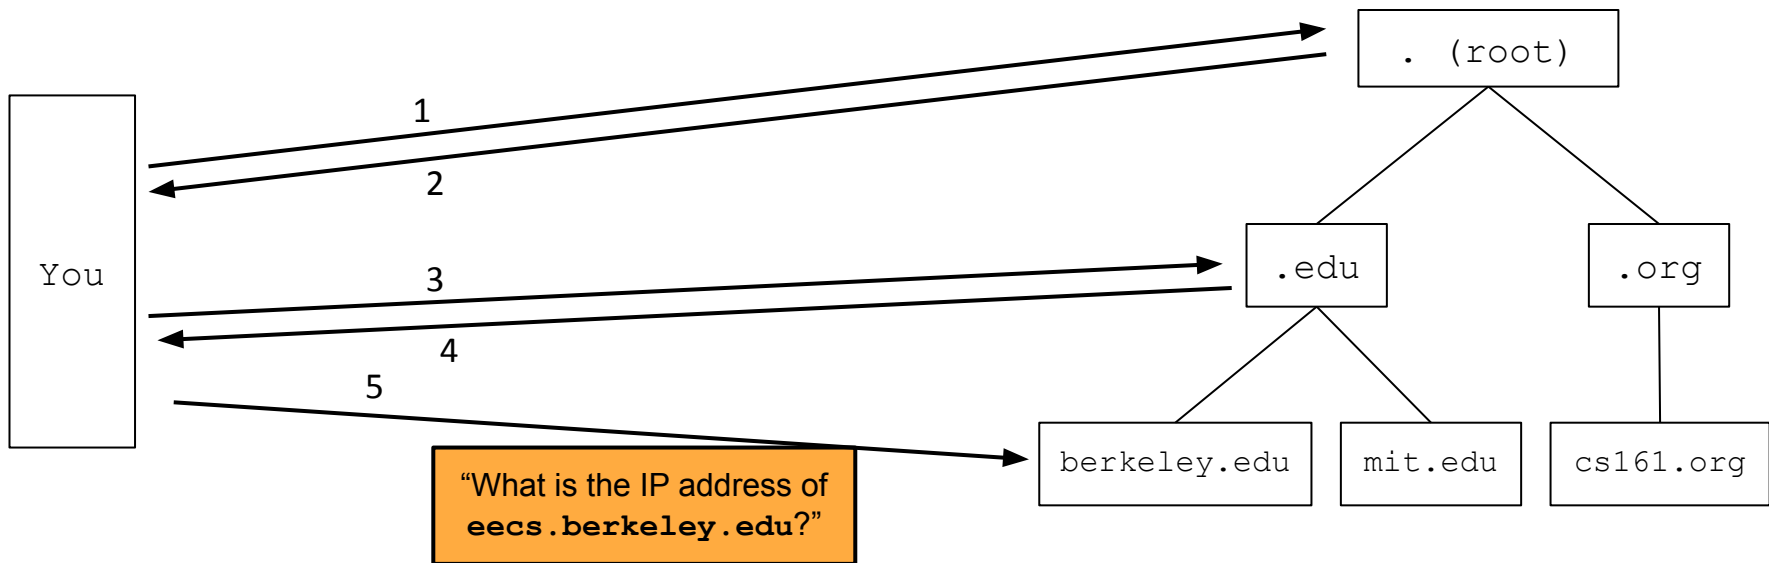 . (root)
1
2
You
3
.edu
.org
4
5
berkeley.edu
mit.edu
cs161.org
“What is the IP address of
eecs.berkeley.edu?”